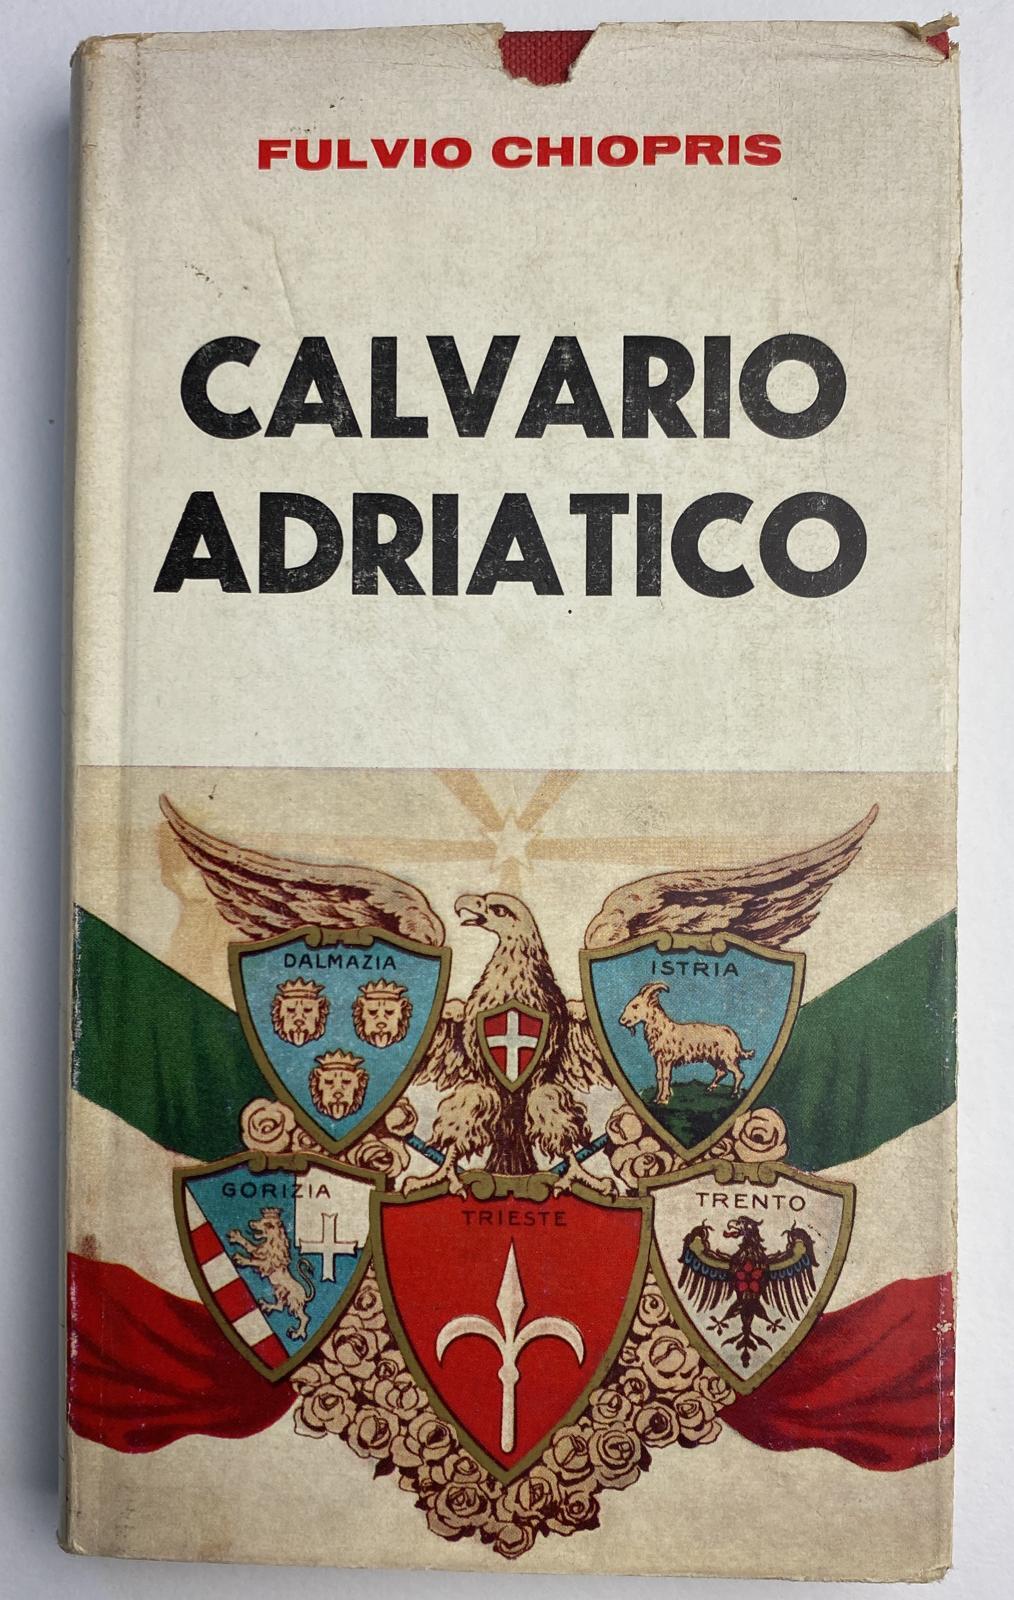 FULVIO CHIOPRIS
CALVARIO
ADRIATICO
DALMAZIA
ISTRIA
GORIZIA
TRIESTE
TRENTO